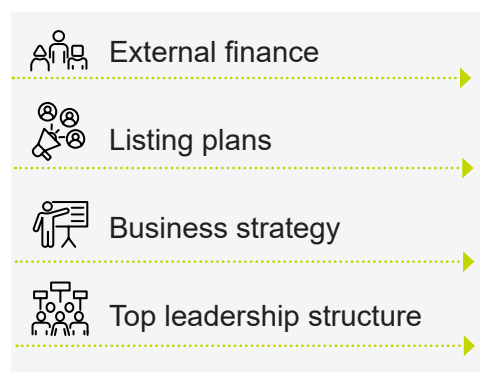 External finance
Listing plans
Business strategy
Top leadership structure